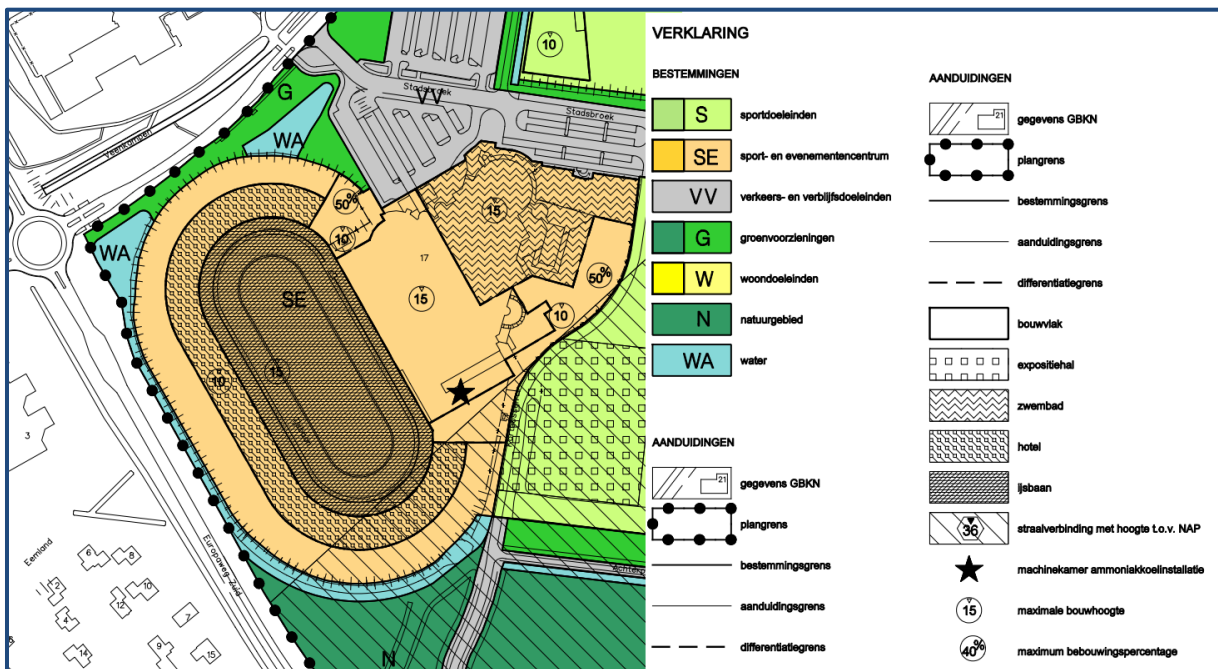 10
Stadsbroek
VV
Stadsbroek
G
Veenkampen
WA
50%
15
10
WA
17
50%
SE
15
10
10
15
3
Europaweg Zuid
Eemland
6
8
2
10
12
4
7
9
14
15
N
VERKLARING
BESTEMMINGEN
S sportdoeleinden
SE sport- en evenementencentrum
VV verkeers- en verblijfsdoeleinden
G groenvoorzieningen
W woondoeleinden
N natuurgebied
WA water
AANDUIDINGEN
21 gegevens GBKN
plangrens
bestemmingsgrens
aanduidingsgrens
differentiatiegrens
AANDUIDINGEN
21 gegevens GBKN
plangrens
bestemmingsgrens
aanduidingsgrens
differentiatiegrens
bouwvlak
expositiehal
zwembad
hotel
ijsbaan
36 straalverbinding met hoogte t.o.v. NAP
machinekamer ammoniakkoelinstallatie
15 maximale bouwhoogte
40% maximum bebouwingspercentage